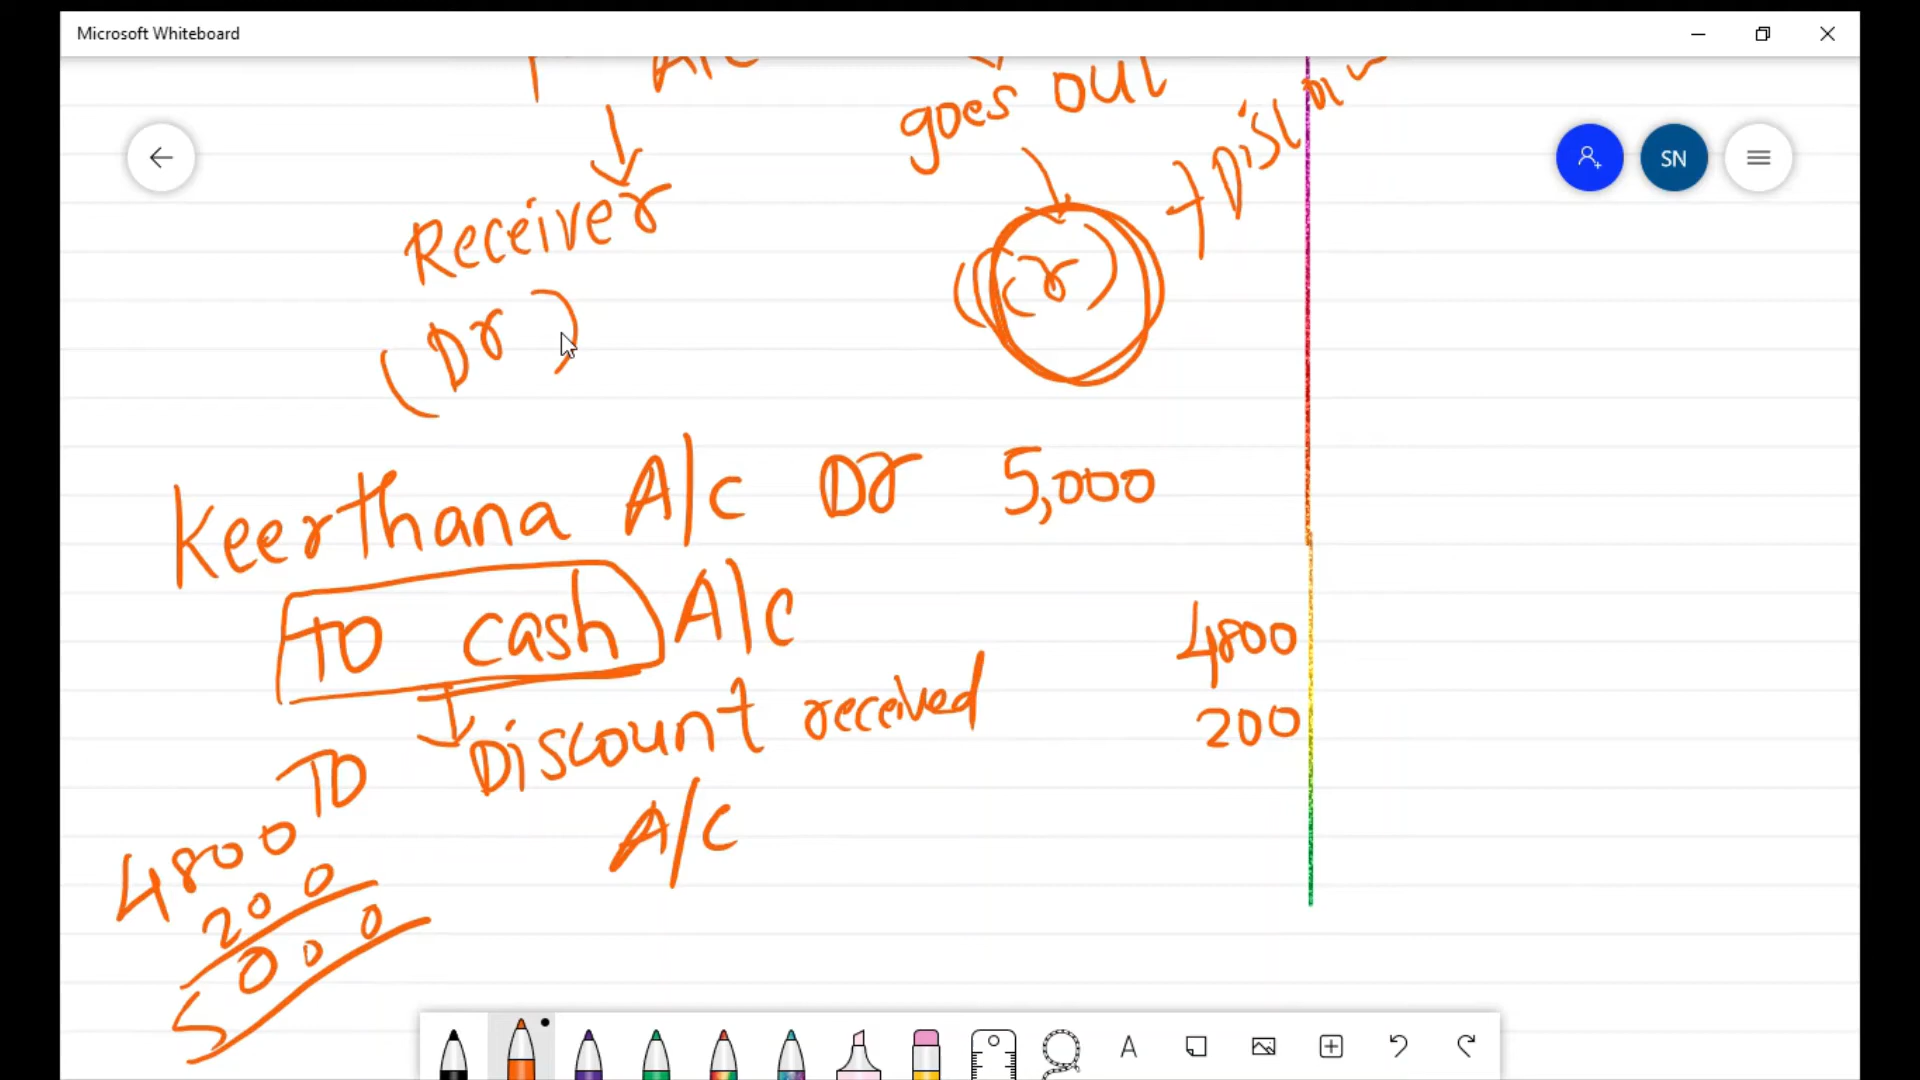 Microsoft Whiteboard
A/c
goes out
+ Dis
SN
Receiver
(Dr)
(Cr)
Keerthana A/c Dr 5,000
TO cash A/c 4800
TO Discount received 200
A/c
4800
200
5000
A